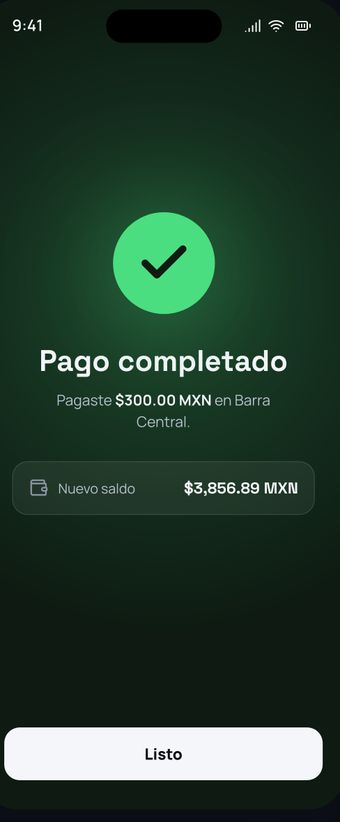 9:41
Pago completado
Pagaste $300.00 MXN en Barra
Central.
Nuevo saldo $3,856.89 MXN
Listo